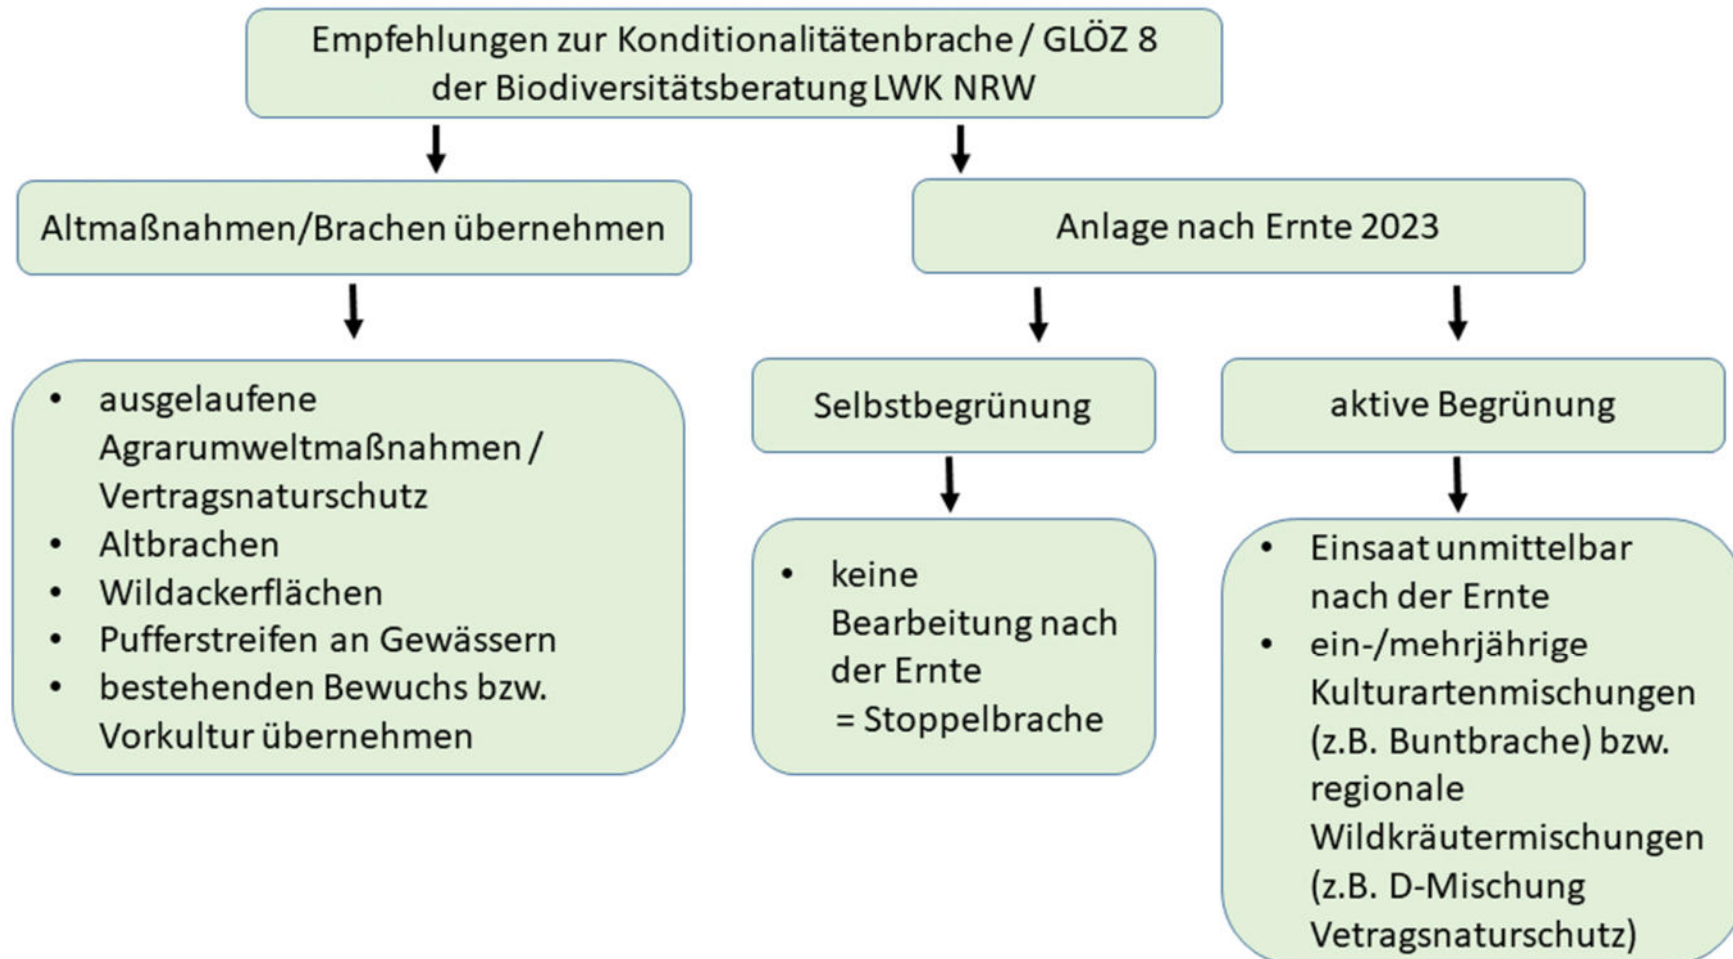 Empfehlungen zur Konditionalitätenbrache / GLÖZ 8
der Biodiversitätsberatung LWK NRW
Altmaßnahmen/Brachen übernehmen
Anlage nach Ernte 2023
• ausgelaufene
Agrarumweltmaßnahmen /
Vertragsnaturschutz
• Altbrachen
• Wildackerflächen
• Pufferstreifen an Gewässern
• bestehenden Bewuchs bzw.
Vorkultur übernehmen
Selbstbegrünung
• keine
Bearbeitung nach
der Ernte
= Stoppelbrache
aktive Begrünung
• Einsaat unmittelbar
nach der Ernte
• ein-/mehrjährige
Kulturartenmischungen
(z.B. Buntbrache) bzw.
regionale
Wildkräutermischungen
(z.B. D-Mischung
Vetragsnaturschutz)